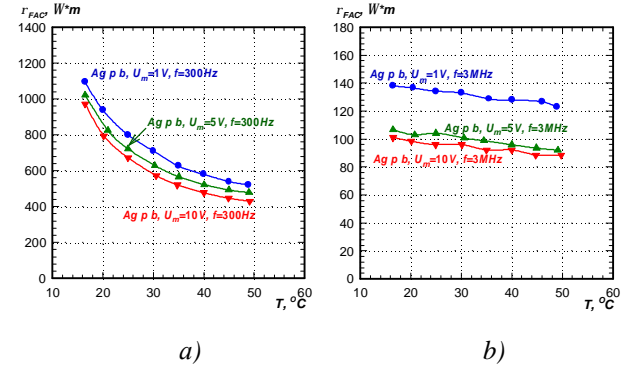 r_FAC, W*m
r_FAC, W*m
1400
1200
1000
800
600
400
200
0
Ag p b, U_m=1V, f=300Hz
Ag p b, U_m=5V, f=300Hz
Ag p b, U_m=10V, f=300Hz
10 20 30 40 50 60
T, °C
180
160
140
120
100
80
60
40
20
0
Ag p b, U_m=1V, f=3MHz
Ag p b, U_m=5V, f=3MHz
Ag p b, U_m=10V, f=3MHz
10 20 30 40 50 60
T, °C
a)
b)